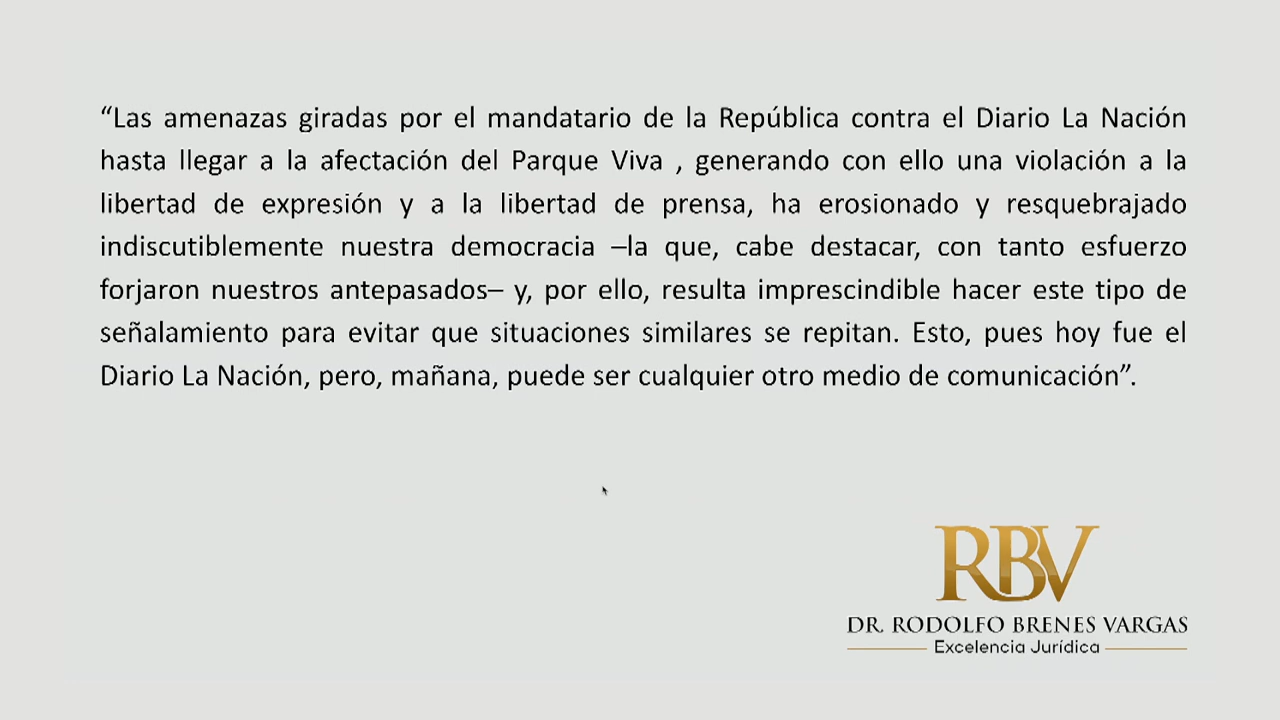 “Las amenazas giradas por el mandatario de la República contra el Diario La Nación
hasta llegar a la afectación del Parque Viva , generando con ello una violación a la
libertad de expresión y a la libertad de prensa, ha erosionado y resquebrajado
indiscutiblemente nuestra democracia –la que, cabe destacar, con tanto esfuerzo
forjaron nuestros antepasados– y, por ello, resulta imprescindible hacer este tipo de
señalamiento para evitar que situaciones similares se repitan. Esto, pues hoy fue el
Diario La Nación, pero, mañana, puede ser cualquier otro medio de comunicación”.
RBV
DR. RODOLFO BRENES VARGAS
Excelencia Jurídica